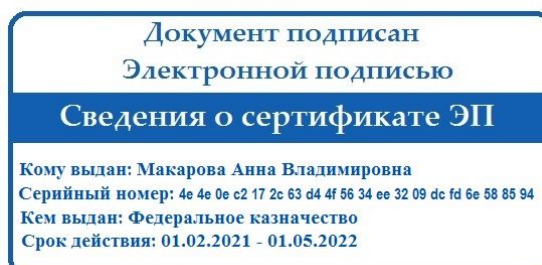 Документ подписан
Электронной подписью
Сведения о сертификате ЭП
Кому выдан: Макарова Анна Владимировна
Серийный номер: 4e 4e 0e c2 17 2c 63 d4 4f 56 34 ee 32 09 dc fd 6e 58 85 94
Кем выдан: Федеральное казначество
Срок действия: 01.02.2021 - 01.05.2022